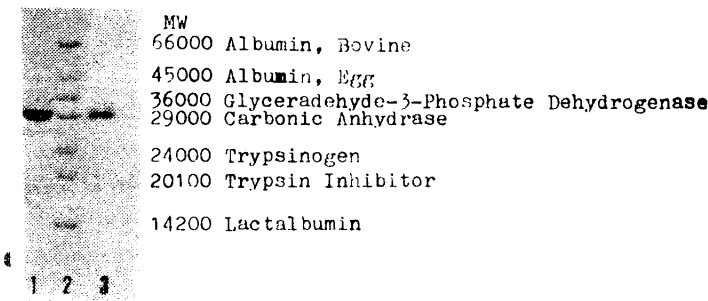 MW
66000 Albumin, Bovine
45000 Albumin, Egg
36000 Glyceradehyde-3-Phosphate Dehydrogenase
29000 Carbonic Anhydrase
24000 Trypsinogen
20100 Trypsin Inhibitor
14200 Lactalbumin
1 2 3